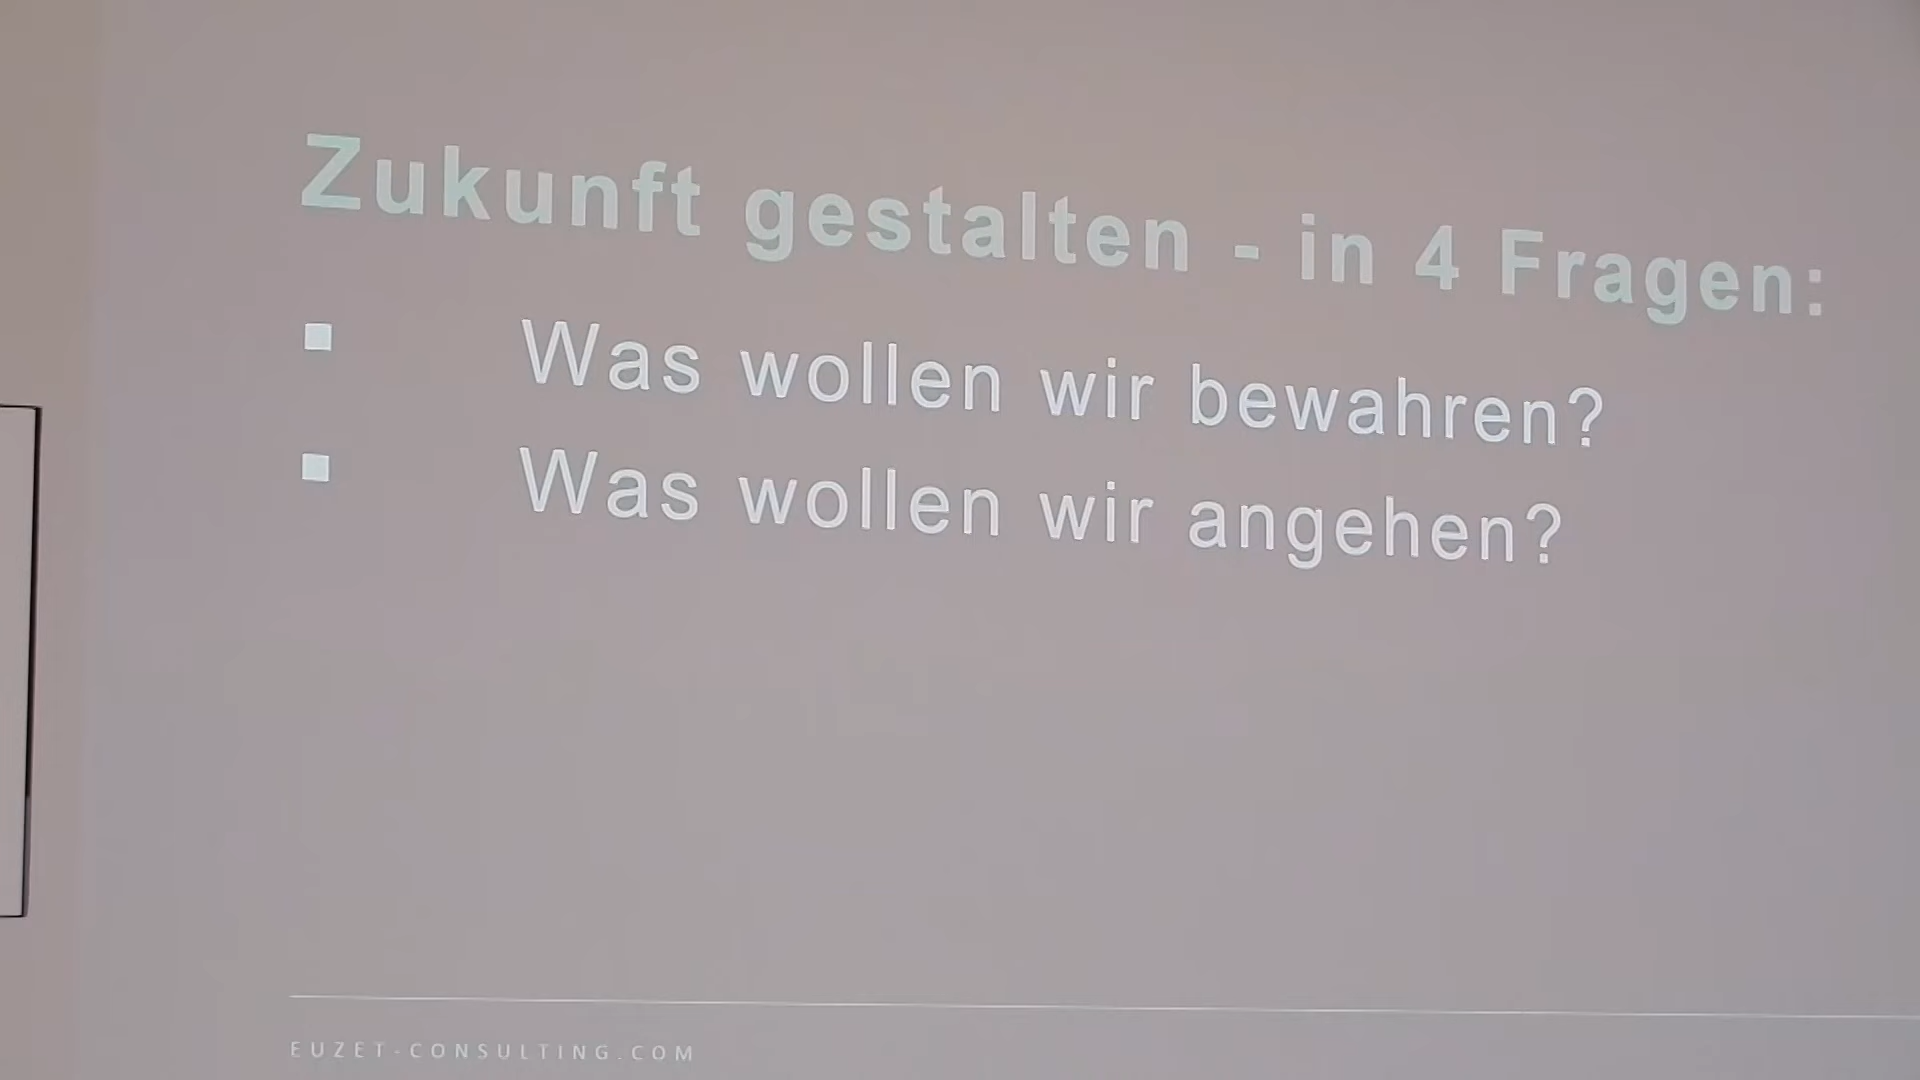 Zukunft gestalten - in 4 Fragen:
▪ Was wollen wir bewahren?
▪ Was wollen wir angehen?
EUZET-CONSULTING.COM